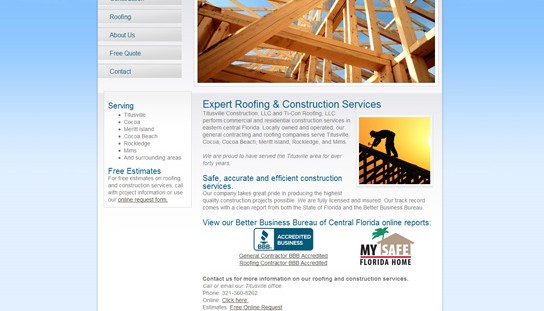 Roofing
About Us
Free Quote
Contact
Serving
Titusville
Cocoa
Merritt Island
Cocoa Beach
Rockledge
Mims
And surrounding areas
Free Estimates
For free estimates on roofing
and construction services, call
with project information or use
our online request form.
Expert Roofing & Construction Services
Titusville Construction, LLC and Ti-Con Roofing, LLC
perform commercial and residential construction services in
eastern central Florida. Locally owned and operated, our
general contracting and roofing companies serve Titusville,
Cocoa, Cocoa Beach, Merritt Island, Rockledge, and Mims.
We are proud to have served the Titusville area for over
forty years.
Safe, accurate and efficient construction
services.
Our company takes great pride in producing the highest
quality construction projects possible. We are fully licensed and insured. Our track record
comes with a clean report from both the State of Florida and the Better Business Bureau.
View our Better Business Bureau of Central Florida online reports:
BBB ACCREDITED BUSINESS
General Contractor BBB Accredited
Roofing Contractor BBB Accredited
MY SAFE
FLORIDA HOME
Contact us for more information on our roofing and construction services.
Call or email our Titusville office.
Phone: 321-360-8262
Online: Click here.
Estimates: Free Online Request